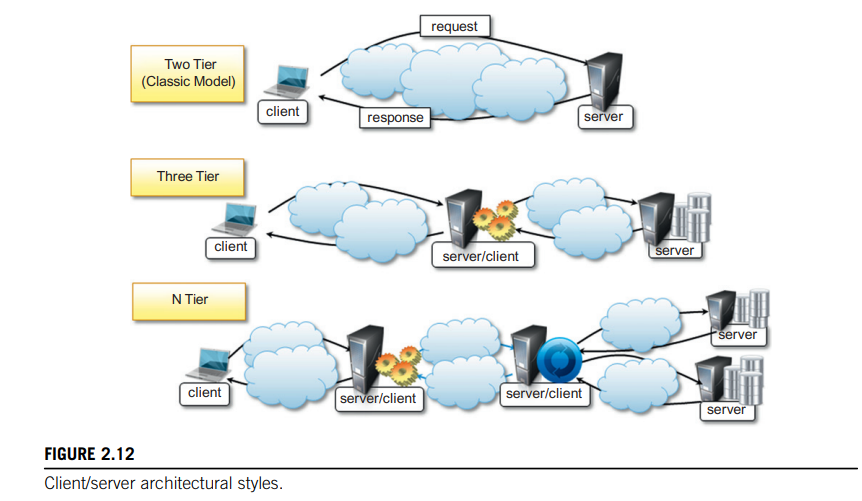 request
Two Tier
(Classic Model)
client
response
server
Three Tier
client
server/client
server
N Tier
server
client
server/client
server/client
server
FIGURE 2.12
Client/server architectural styles.